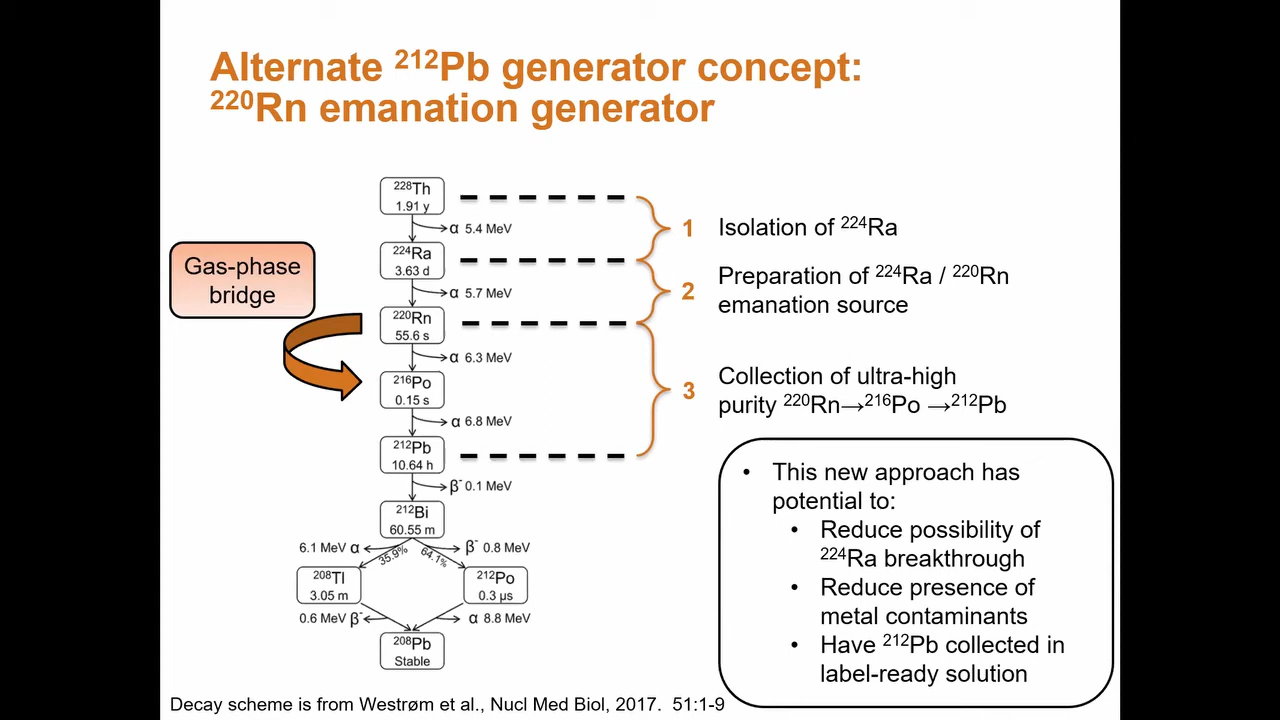 Alternate ²¹²Pb generator concept:
²²⁰Rn emanation generator
²²⁸Th
1.91 y
α 5.4 MeV
²²⁴Ra
3.63 d
α 5.7 MeV
²²⁰Rn
55.6 s
α 6.3 MeV
²¹⁶Po
0.15 s
α 6.8 MeV
²¹²Pb
10.64 h
β⁻ 0.1 MeV
²¹²Bi
60.55 m
6.1 MeV α
35.9%
64.1%
β⁻ 0.8 MeV
²⁰⁸Tl
3.05 m
²¹²Po
0.3 µs
0.6 MeV β⁻
α 8.8 MeV
²⁰⁸Pb
Stable
Gas-phase
bridge
1 Isolation of ²²⁴Ra
2 Preparation of ²²⁴Ra / ²²⁰Rn
emanation source
3 Collection of ultra-high
purity ²²⁰Rn→²¹⁶Po →²¹²Pb
• This new approach has
potential to:
• Reduce possibility of
²²⁴Ra breakthrough
• Reduce presence of
metal contaminants
• Have ²¹²Pb collected in
label-ready solution
Decay scheme is from Westrøm et al., Nucl Med Biol, 2017. 51:1-9